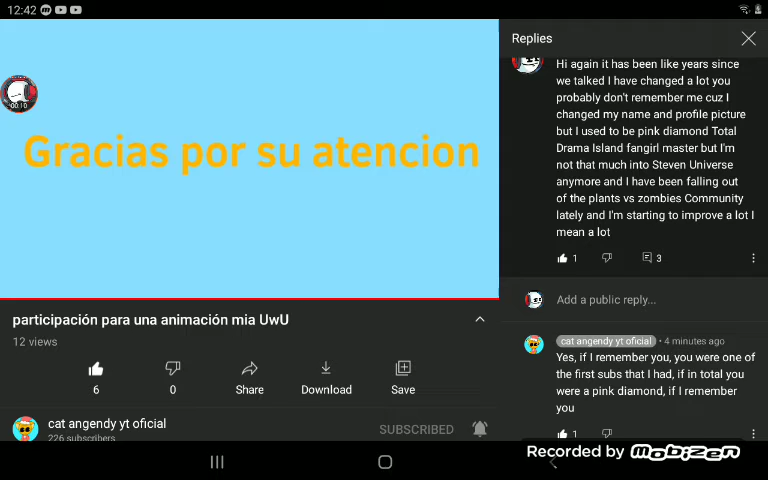 12:42
Replies
00:10
Gracias por su atencion
Hi again it has been like years since
we talked I have changed a lot you
probably don't remember me cuz I
changed my name and profile picture
but I used to be pink diamond Total
Drama Island fangirl master but I'm
not that much into Steven Universe
anymore and I have been falling out
of the plants vs zombies Community
lately and I'm starting to improve a lot I
mean a lot
1
3
Add a public reply...
participación para una animación mia UwU
12 views
6
0
Share
Download
Save
cat angendy yt oficial
226 subscribers
SUBSCRIBED
cat angendy yt oficial • 4 minutes ago
Yes, if I remember you, you were one of
the first subs that I had, if in total you
were a pink diamond, if I remember
you
1
Recorded by Mobizen